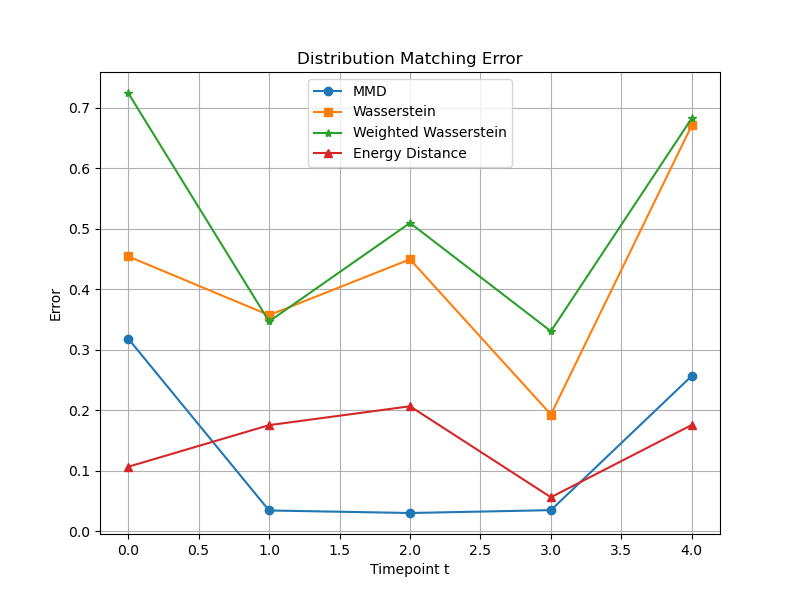 Distribution Matching Error
MMD
Wasserstein
Weighted Wasserstein
Energy Distance
Error
0.7
0.6
0.5
0.4
0.3
0.2
0.1
0.0
0.0 0.5 1.0 1.5 2.0 2.5 3.0 3.5 4.0
Timepoint t